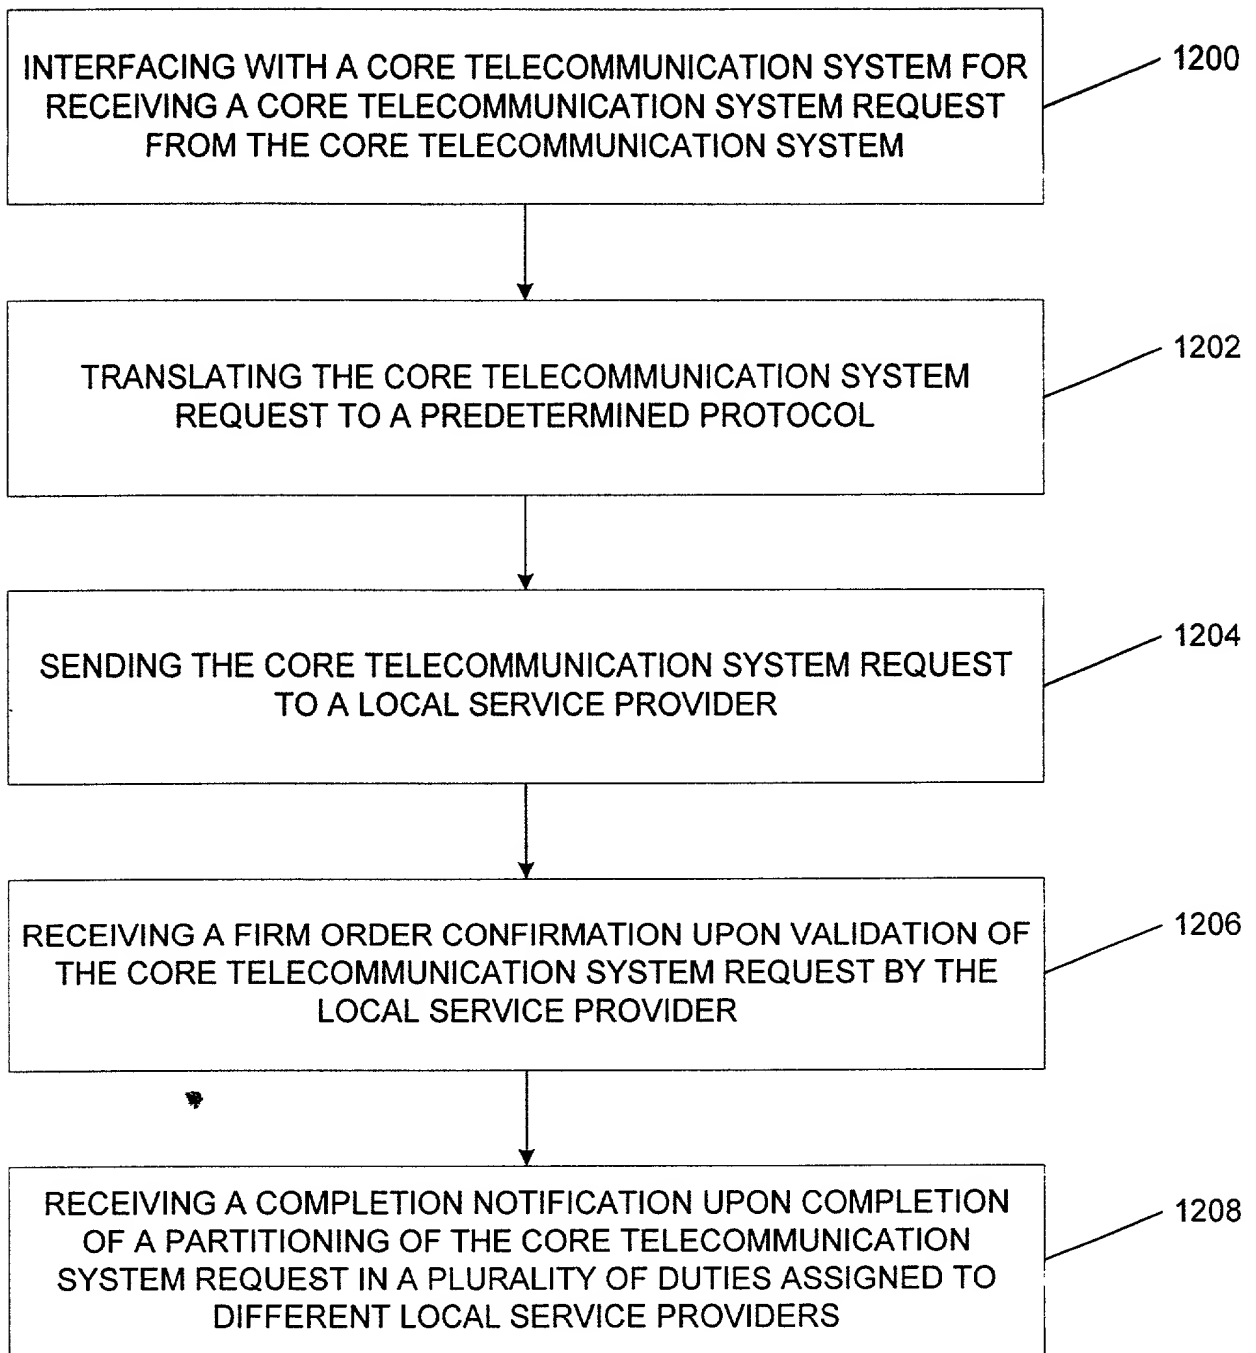 INTERFACING WITH A CORE TELECOMMUNICATION SYSTEM FOR
RECEIVING A CORE TELECOMMUNICATION SYSTEM REQUEST
FROM THE CORE TELECOMMUNICATION SYSTEM
1200
TRANSLATING THE CORE TELECOMMUNICATION SYSTEM
REQUEST TO A PREDETERMINED PROTOCOL
1202
SENDING THE CORE TELECOMMUNICATION SYSTEM REQUEST
TO A LOCAL SERVICE PROVIDER
1204
RECEIVING A FIRM ORDER CONFIRMATION UPON VALIDATION OF
THE CORE TELECOMMUNICATION SYSTEM REQUEST BY THE
LOCAL SERVICE PROVIDER
1206
RECEIVING A COMPLETION NOTIFICATION UPON COMPLETION
OF A PARTITIONING OF THE CORE TELECOMMUNICATION
SYSTEM REQUEST IN A PLURALITY OF DUTIES ASSIGNED TO
DIFFERENT LOCAL SERVICE PROVIDERS
1208